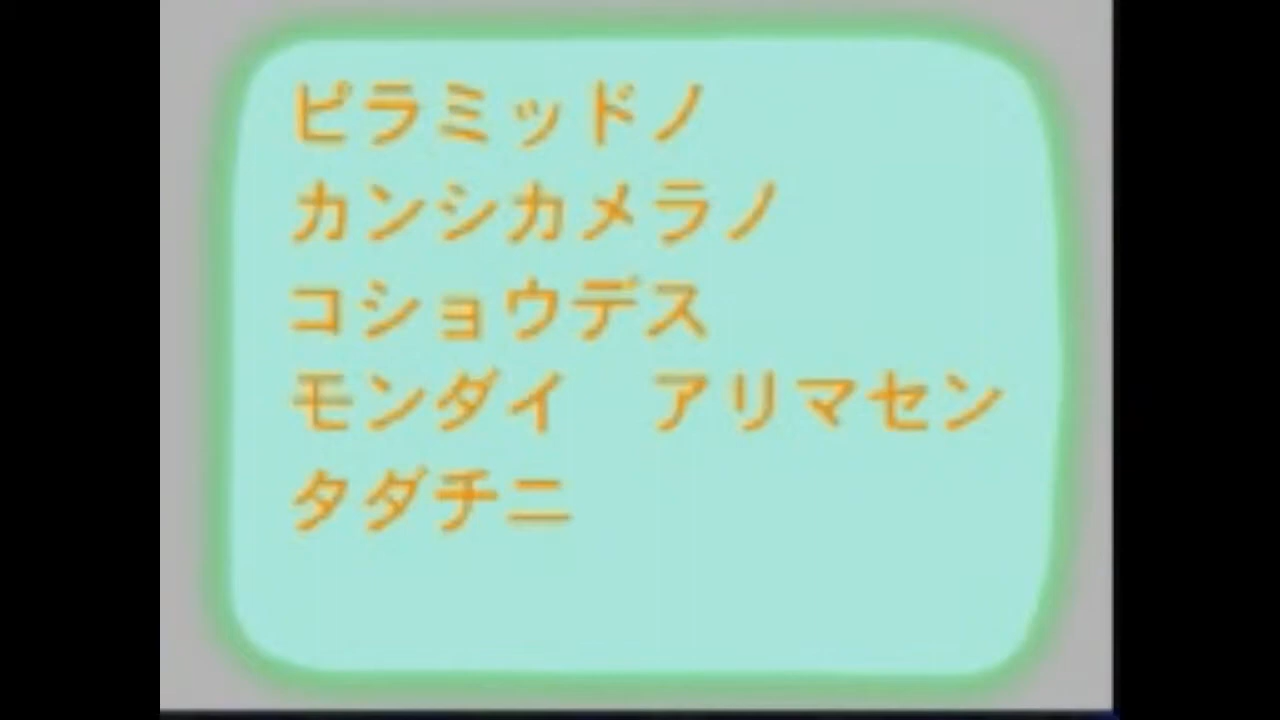 ピラミッドノ
カンシカメラノ
コショウデス
モンダイ　アリマセン
タダチニ